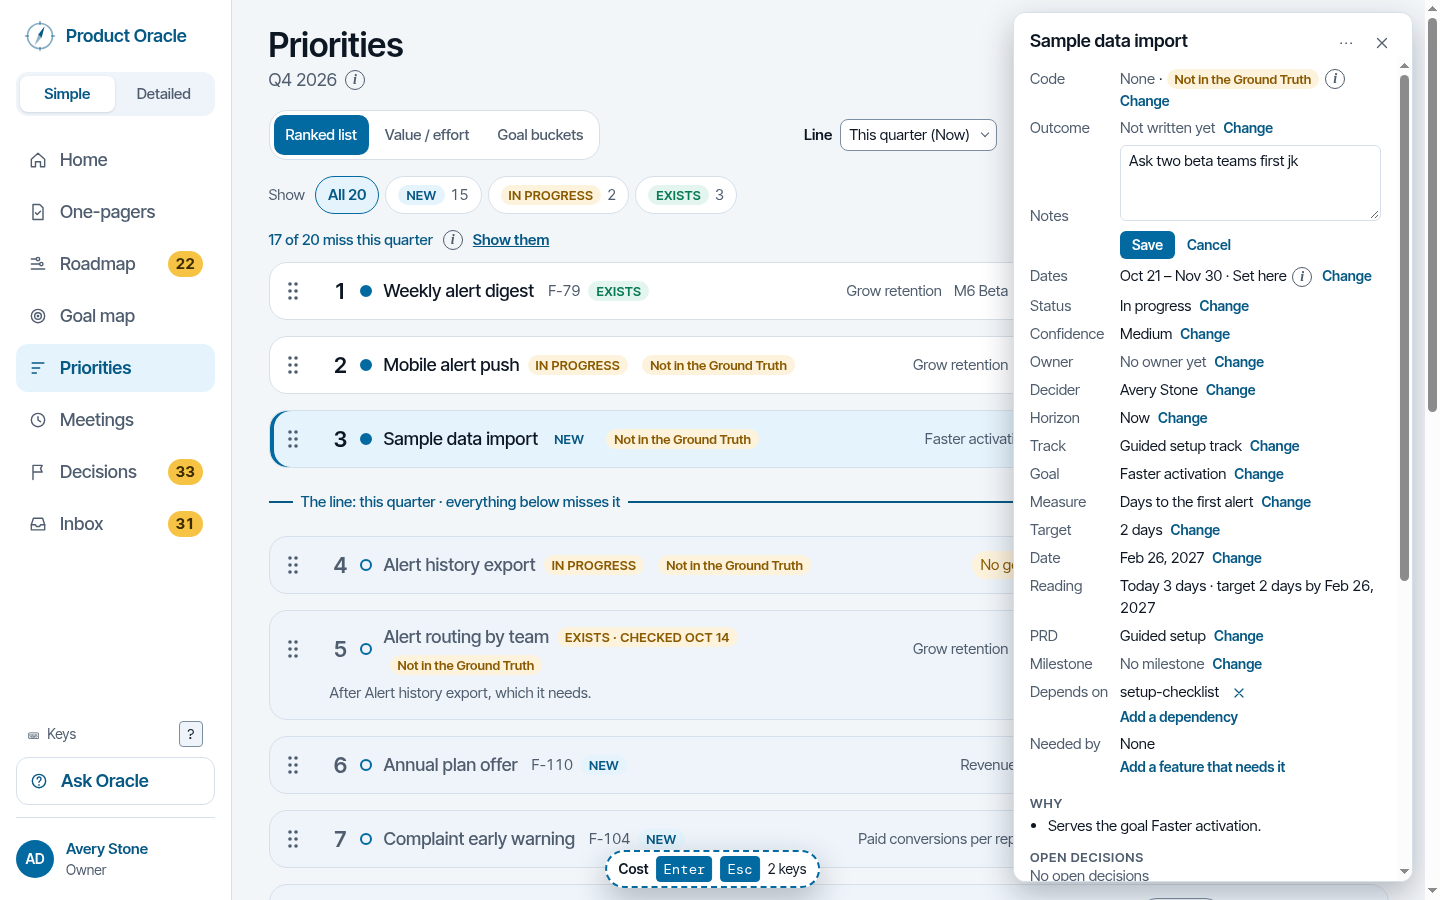 Product Oracle
Simple
Detailed
Home
One-pagers
Roadmap 22
Goal map
Priorities
Meetings
Decisions 33
Inbox 31
Keys ?
Ask Oracle
AD
Avery Stone
Owner
Priorities
Q4 2026 i
Ranked list
Value / effort
Goal buckets
Line This quarter (Now)
Show All 20 NEW 15 IN PROGRESS 2 EXISTS 3
17 of 20 miss this quarter i Show them
1 Weekly alert digest F-79 EXISTS Grow retention M6 Beta
2 Mobile alert push IN PROGRESS Not in the Ground Truth Grow retention
3 Sample data import NEW Not in the Ground Truth Faster activati
The line: this quarter · everything below misses it
4 Alert history export IN PROGRESS Not in the Ground Truth No go
5 Alert routing by team EXISTS · CHECKED OCT 14
Not in the Ground Truth
Grow retention
After Alert history export, which it needs.
6 Annual plan offer F-110 NEW Revenue
7 Complaint early warning F-104 NEW Paid conversions per rep
Cost Enter Esc 2 keys
Sample data import
Code None · Not in the Ground Truth i
Change
Outcome Not written yet Change
Ask two beta teams first jk
Notes
Save Cancel
Dates Oct 21 – Nov 30 · Set here i Change
Status In progress Change
Confidence Medium Change
Owner No owner yet Change
Decider Avery Stone Change
Horizon Now Change
Track Guided setup track Change
Goal Faster activation Change
Measure Days to the first alert Change
Target 2 days Change
Date Feb 26, 2027 Change
Reading Today 3 days · target 2 days by Feb 26,
2027
PRD Guided setup Change
Milestone No milestone Change
Depends on setup-checklist
Add a dependency
Needed by None
Add a feature that needs it
WHY
• Serves the goal Faster activation.
OPEN DECISIONS
No open decisions